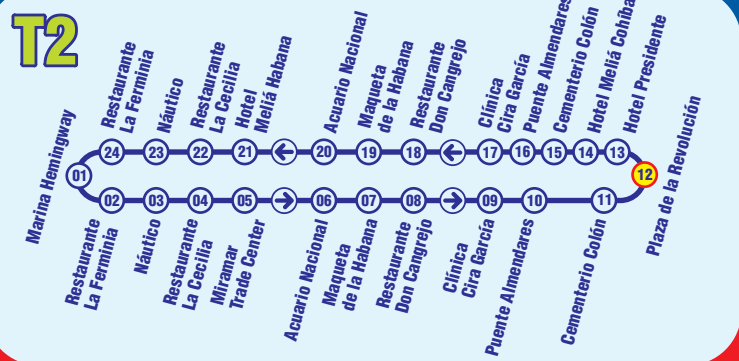 T2
Restaurante
La Ferminia
Náutico
Restaurante
La Cecilia
Hotel
Meliá Habana
Acuario Nacional
Maqueta
de la Habana
Restaurante
Don Cangrejo
Clínica
Cira García
Puente Almendares
Cementerio Colón
Hotel Meliá Cohiba
Hotel Presidente
24 23 22 21 20 19 18 17 16 15 14 13
Marina Hemingway
01
12
Plaza de la Revolución
02 03 04 05 06 07 08 09 10 11
Restaurante
La Ferminia
Náutico
Restaurante
La Cecilia
Miramar
Trade Center
Acuario Nacional
Maqueta
de la Habana
Restaurante
Don Cangrejo
Clínica
Cira García
Puente Almendares
Cementerio Colón